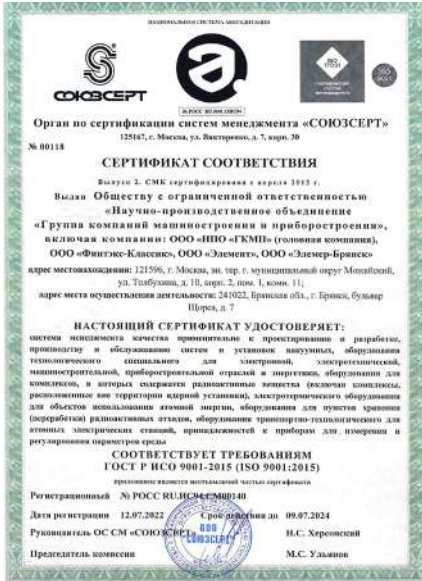 НАЦИОНАЛЬНАЯ СИСТЕМА АККРЕДИТАЦИИ
СОЮЗСЕРТ
Орган по сертификации систем менеджмента «СОЮЗСЕРТ»
125167, г. Москва, ул. Викторенко, д. 7, корп. 30
№ 00118
СЕРТИФИКАТ СООТВЕТСТВИЯ
Выпуск 2. СМК сертифицирована с апреля 2012 г.
Выдан Обществу с ограниченной ответственностью
«Научно-производственное объединение
«Группа компаний машиностроения и приборостроения»,
включая компании: ООО «НПО «ГКМП» (головная компания),
ООО «Финтэкс-Классик», ООО «Элемент», ООО «Элемер-Брянск»
адрес местонахождения: 121596, г. Москва, вн. тер. г. муниципальный округ Можайский,
ул. Толбухина, д. 10, корп. 2, пом. 1, комн. 11;
адрес места осуществления деятельности: 241022, Брянская обл., г. Брянск, бульвар
Щорса, д. 7
НАСТОЯЩИЙ СЕРТИФИКАТ УДОСТОВЕРЯЕТ:
система менеджмента качества применительно к проектированию и разработке,
производству и обслуживанию систем и установок вакуумных, оборудования
технологического специального для электронной, электротехнической,
машиностроительной, приборостроительной отраслей и энергетики, оборудования для
комплексов, в которых содержатся радиоактивные вещества (включая комплексы,
расположенные вне территории ядерной установки), электротермического оборудования
для объектов использования атомной энергии, оборудования для пунктов хранения
(переработки) радиоактивных отходов, оборудования транспортно-технологического для
атомных электрических станций, принадлежностей к приборам для измерения и
регулирования параметров среды
СООТВЕТСТВУЕТ ТРЕБОВАНИЯМ
ГОСТ Р ИСО 9001-2015 (ISO 9001:2015)
приложение является неотъемлемой частью сертификата
Регистрационный № РОСС RU.ИС94.СМ00140
Дата регистрации 12.07.2022 Срок действия до 09.07.2024
Руководитель ОС СМ «СОЮЗСЕРТ» Н.С. Херсонский
Председатель комиссии М.С. Ульянов